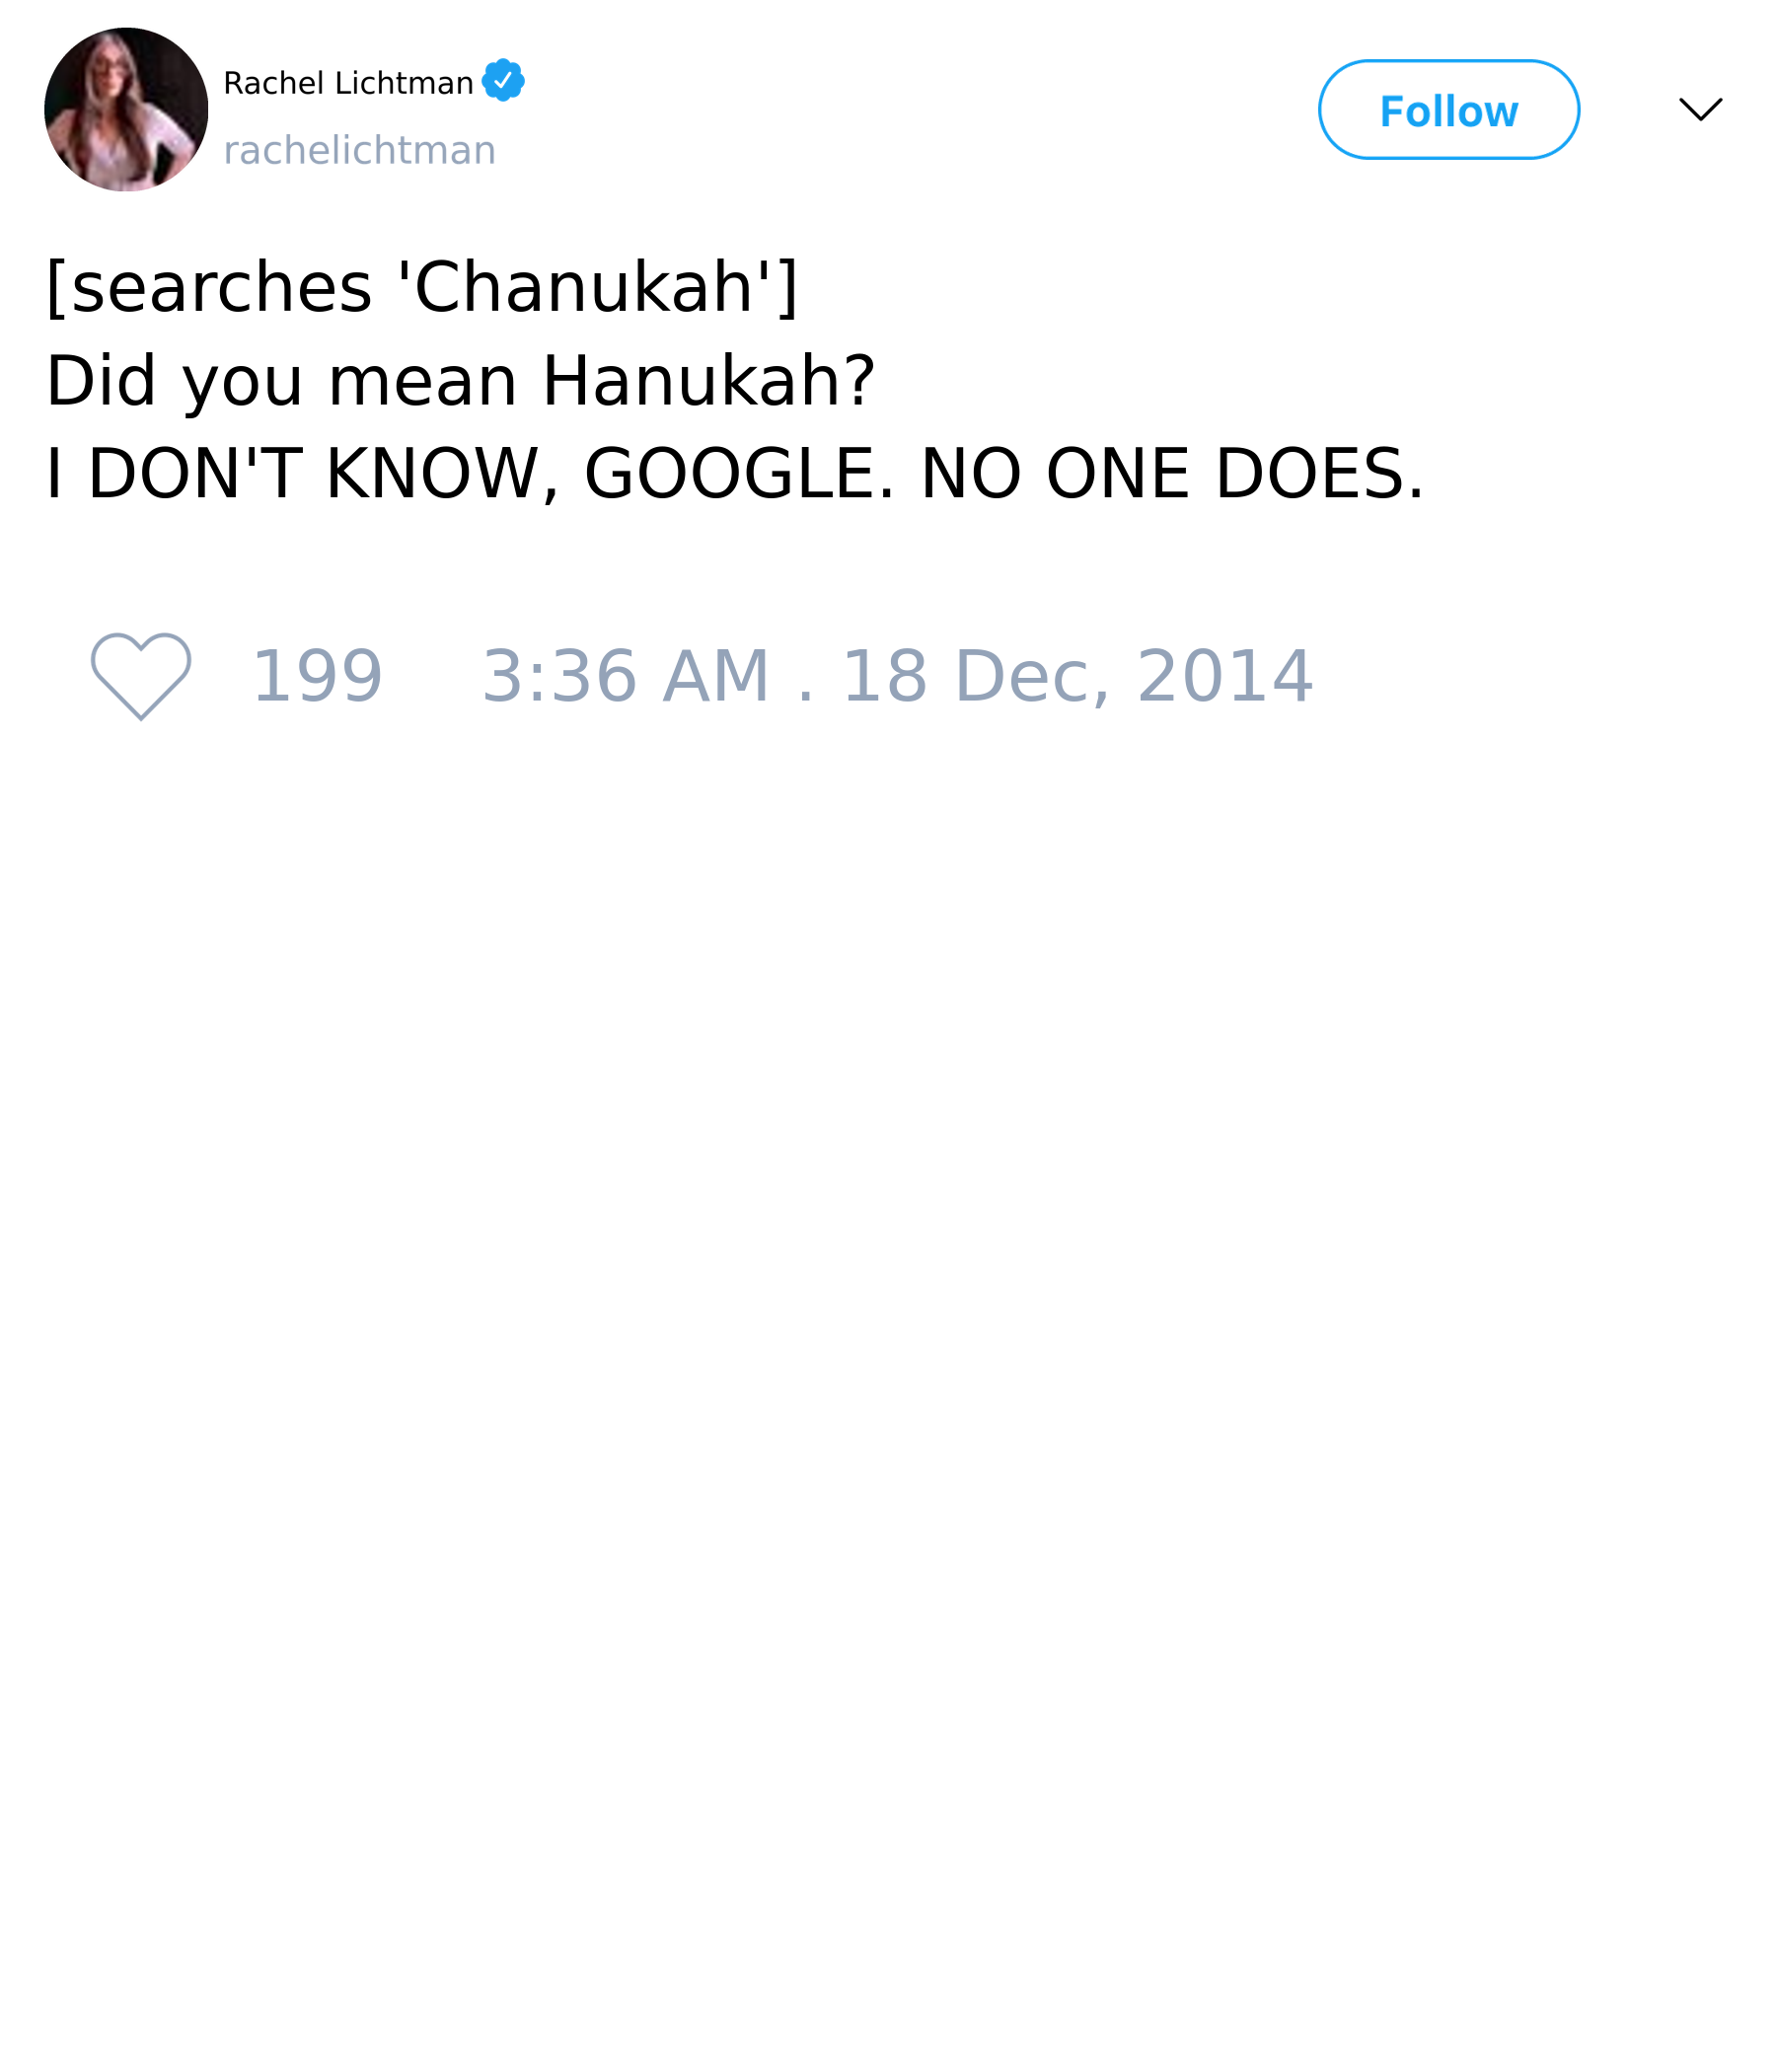 Rachel Lichtman
rachelichtman
Follow
[searches 'Chanukah']
Did you mean Hanukah?
I DON'T KNOW, GOOGLE. NO ONE DOES.
199 3:36 AM . 18 Dec, 2014